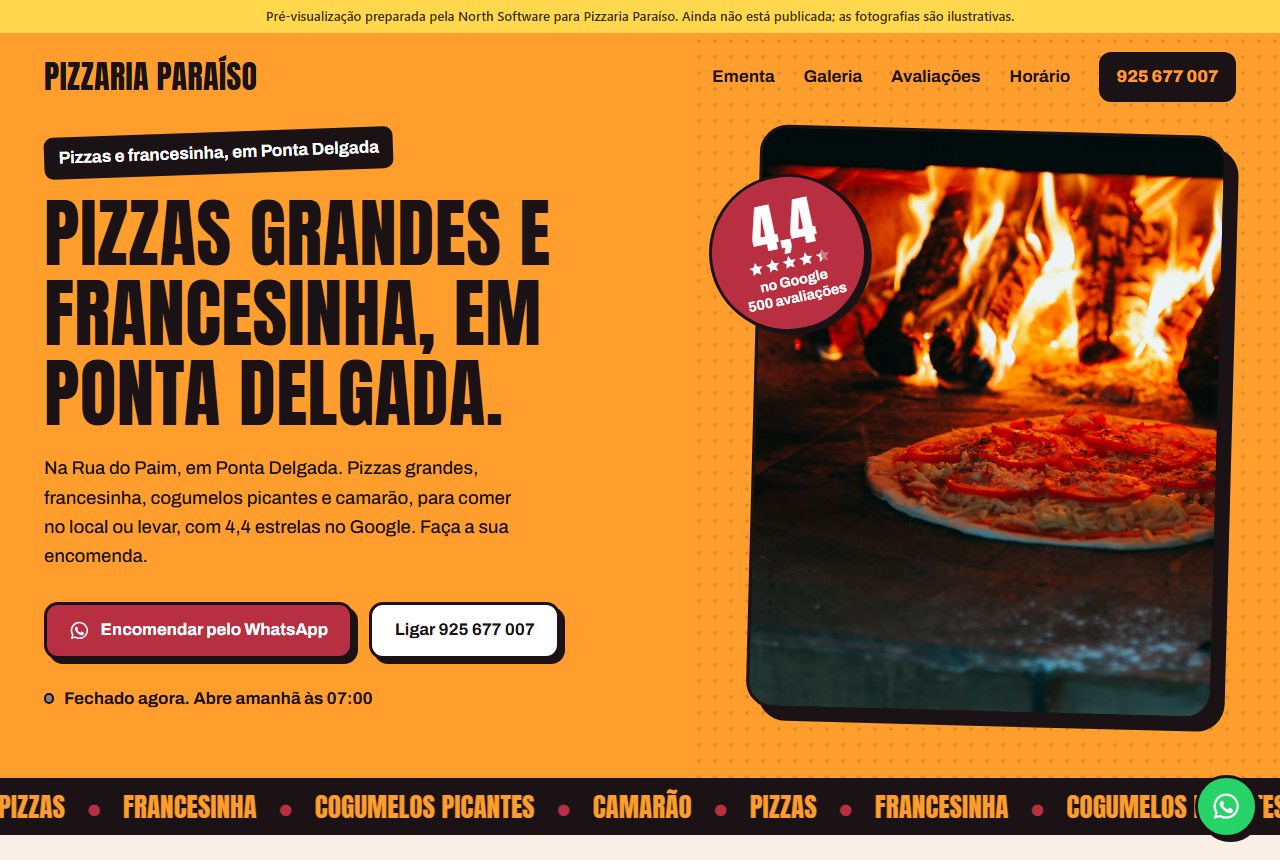 Pré-visualização preparada pela North Software para Pizzaria Paraíso. Ainda não está publicada; as fotografias são ilustrativas.
PIZZARIA PARAÍSO
Ementa Galeria Avaliações Horário 925 677 007
Pizzas e francesinha, em Ponta Delgada
PIZZAS GRANDES E
FRANCESINHA, EM
PONTA DELGADA.
4,4
no Google
500 avaliações
Na Rua do Paim, em Ponta Delgada. Pizzas grandes,
francesinha, cogumelos picantes e camarão, para comer
no local ou levar, com 4,4 estrelas no Google. Faça a sua
encomenda.
Encomendar pelo WhatsApp Ligar 925 677 007
Fechado agora. Abre amanhã às 07:00
PIZZAS FRANCESINHA COGUMELOS PICANTES CAMARÃO PIZZAS FRANCESINHA COGUMELOS